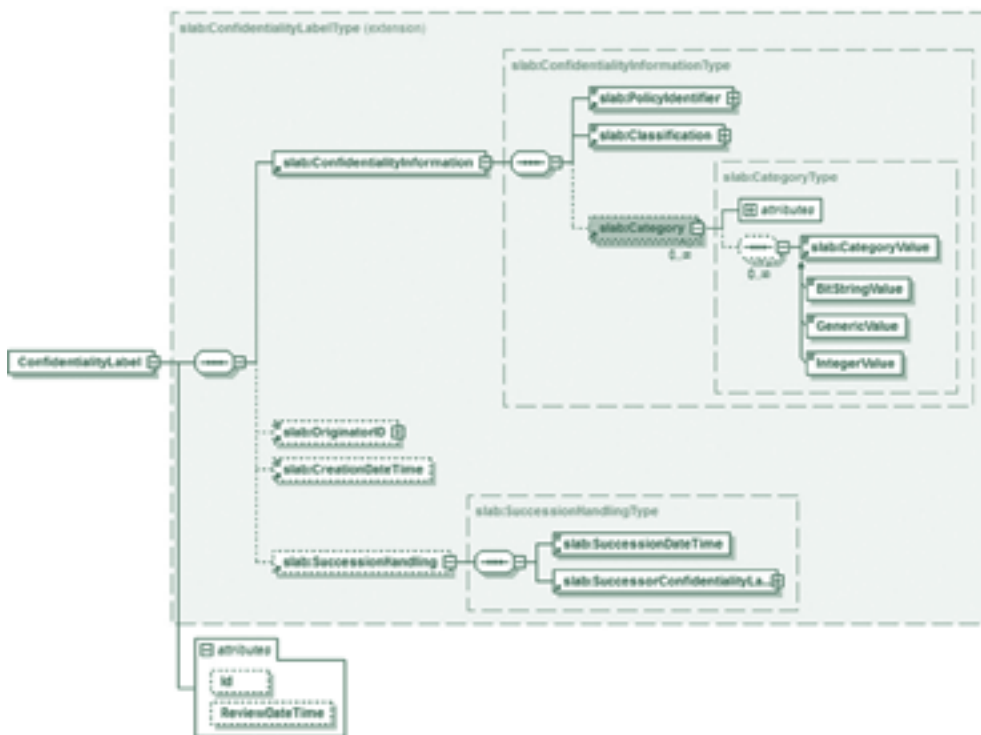 slab:ConfidentialityLabelType (extension)
slab:ConfidentialityInformationType
slab:PolicyIdentifier
slab:Classification
slab:ConfidentialityInformation
slab:CategoryType
attributes
slab:Category
0..∞
slab:CategoryValue
0..∞
BitStringValue
GenericValue
IntegerValue
ConfidentialityLabel
slab:OriginatorID
slab:CreationDateTime
slab:SuccessionHandlingType
slab:SuccessionDateTime
slab:SuccessionHandling
slab:SuccessorConfidentialityLa...
attributes
Id
ReviewDateTime